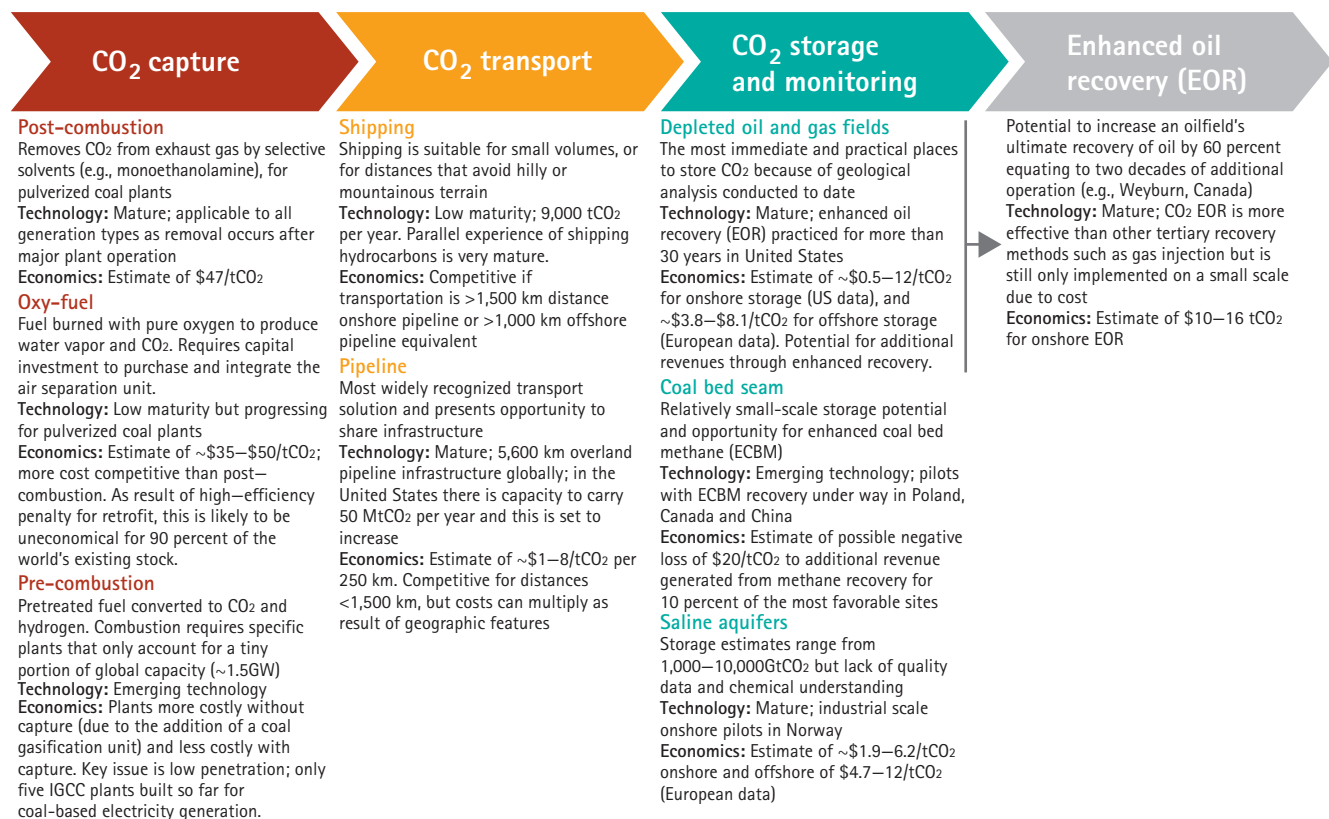 CO2 capture
Post-combustion
Removes CO2 from exhaust gas by selective
solvents (e.g., monoethanolamine), for
pulverized coal plants
Technology: Mature; applicable to all
generation types as removal occurs after
major plant operation
Economics: Estimate of $47/tCO2
Oxy-fuel
Fuel burned with pure oxygen to produce
water vapor and CO2. Requires capital
investment to purchase and integrate the
air separation unit.
Technology: Low maturity but progressing
for pulverized coal plants
Economics: Estimate of ~$35–$50/tCO2;
more cost competitive than post–
combustion. As result of high–efficiency
penalty for retrofit, this is likely to be
uneconomical for 90 percent of the
world's existing stock.
Pre-combustion
Pretreated fuel converted to CO2 and
hydrogen. Combustion requires specific
plants that only account for a tiny
portion of global capacity (~1.5GW)
Technology: Emerging technology
Economics: Plants more costly without
capture (due to the addition of a coal
gasification unit) and less costly with
capture. Key issue is low penetration; only
five IGCC plants built so far for
coal-based electricity generation.
CO2 transport
Shipping
Shipping is suitable for small volumes, or
for distances that avoid hilly or
mountainous terrain
Technology: Low maturity; 9,000 tCO2
per year. Parallel experience of shipping
hydrocarbons is very mature.
Economics: Competitive if
transportation is >1,500 km distance
onshore pipeline or >1,000 km offshore
pipeline equivalent
Pipeline
Most widely recognized transport
solution and presents opportunity to
share infrastructure
Technology: Mature; 5,600 km overland
pipeline infrastructure globally; in the
United States there is capacity to carry
50 MtCO2 per year and this is set to
increase
Economics: Estimate of ~$1–8/tCO2 per
250 km. Competitive for distances
<1,500 km, but costs can multiply as
result of geographic features
CO2 storage
and monitoring
Depleted oil and gas fields
The most immediate and practical places
to store CO2 because of geological
analysis conducted to date
Technology: Mature; enhanced oil
recovery (EOR) practiced for more than
30 years in United States
Economics: Estimate of ~$0.5–12/tCO2
for onshore storage (US data), and
~$3.8–$8.1/tCO2 for offshore storage
(European data). Potential for additional
revenues through enhanced recovery.
Coal bed seam
Relatively small-scale storage potential
and opportunity for enhanced coal bed
methane (ECBM)
Technology: Emerging technology; pilots
with ECBM recovery under way in Poland,
Canada and China
Economics: Estimate of possible negative
loss of $20/tCO2 to additional revenue
generated from methane recovery for
10 percent of the most favorable sites
Saline aquifers
Storage estimates range from
1,000–10,000GtCO2 but lack of quality
data and chemical understanding
Technology: Mature; industrial scale
onshore pilots in Norway
Economics: Estimate of ~$1.9–6.2/tCO2
onshore and offshore of $4.7–12/tCO2
(European data)
Enhanced oil
recovery (EOR)
Potential to increase an oilfield's
ultimate recovery of oil by 60 percent
equating to two decades of additional
operation (e.g., Weyburn, Canada)
Technology: Mature; CO2 EOR is more
effective than other tertiary recovery
methods such as gas injection but is
still only implemented on a small scale
due to cost
Economics: Estimate of $10–16 tCO2
for onshore EOR